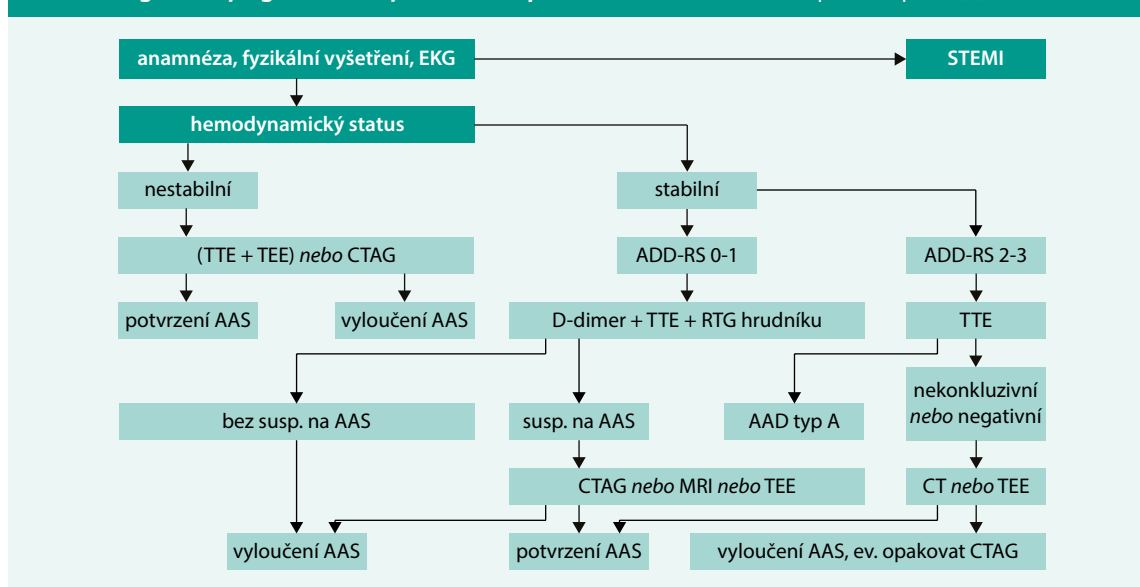 anamnéza, fyzikální vyšetření, EKG
STEMI
hemodynamický status
nestabilní
stabilní
(TTE + TEE) nebo CTAG
ADD-RS 0-1
ADD-RS 2-3
potvrzení AAS
vyloučení AAS
D-dimer + TTE + RTG hrudníku
TTE
bez susp. na AAS
susp. na AAS
AAD typ A
nekonkluzivní
nebo negativní
CTAG nebo MRI nebo TEE
CT nebo TEE
vyloučení AAS
potvrzení AAS
vyloučení AAS, ev. opakovat CTAG